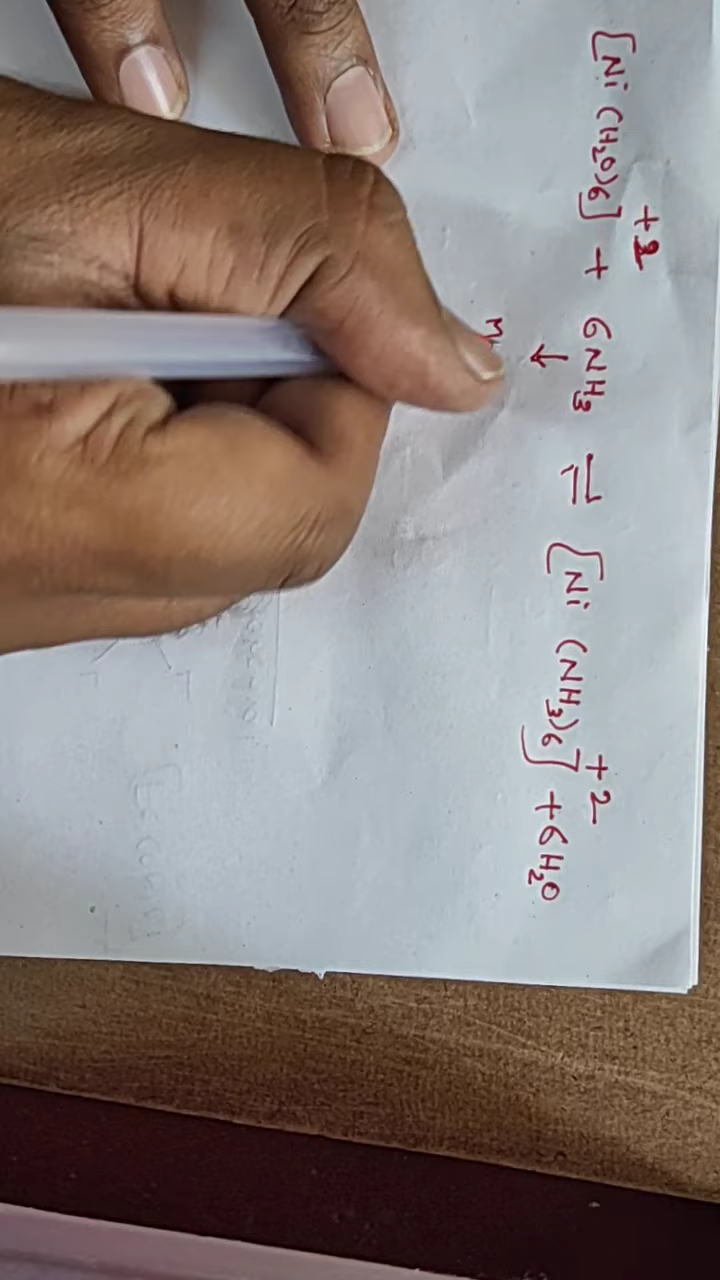 [Ni (H₂O)₆]⁺² + 6NH₃ ⇌ [Ni (NH₃)₆]⁺² + 6H₂O
↓